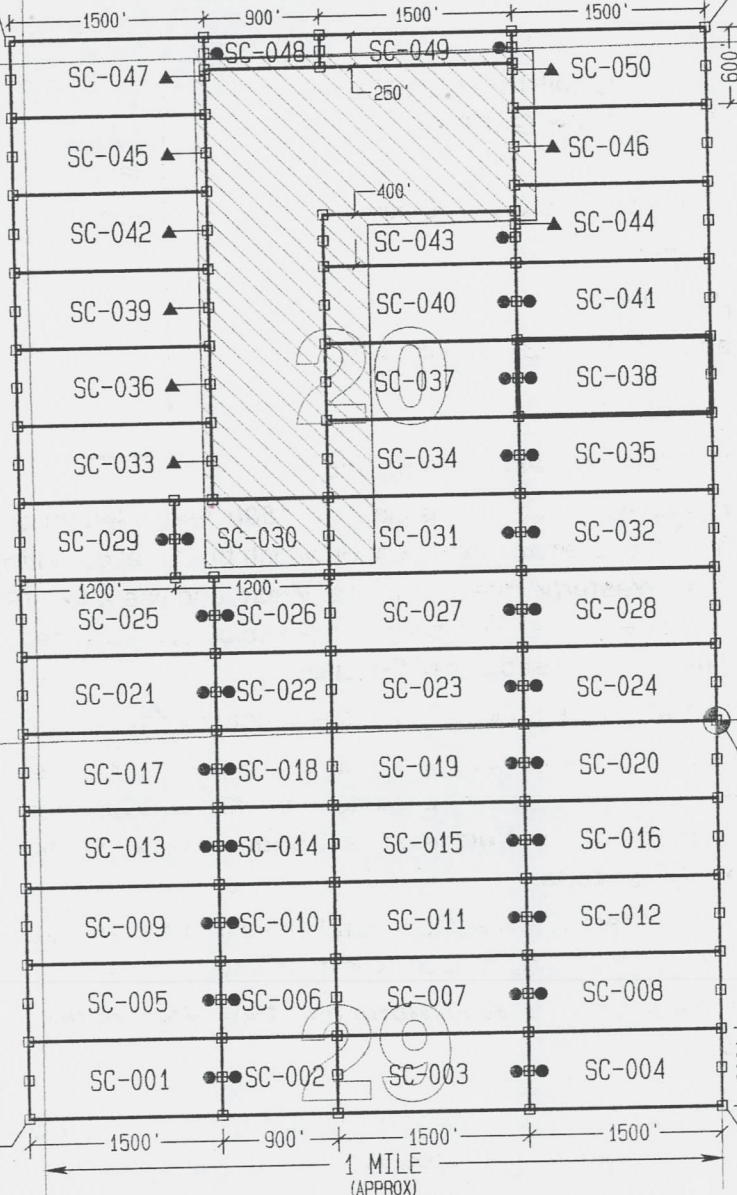 1500' 900' 1500' 1500'
SC-048 SC-049
SC-047 SC-050
600'
250'
SC-045 SC-046
400'
SC-042 SC-043 SC-044
SC-039 SC-040 SC-041
20
SC-036 SC-037 SC-038
SC-033 SC-034 SC-035
SC-029 SC-030 SC-031 SC-032
1200' 1200'
SC-025 SC-026 SC-027 SC-028
SC-021 SC-022 SC-023 SC-024
SC-017 SC-018 SC-019 SC-020
SC-013 SC-014 SC-015 SC-016
SC-009 SC-010 SC-011 SC-012
SC-005 SC-006 SC-007 SC-008
29
SC-001 SC-002 SC-003 SC-004
1500' 900' 1500' 1500'
1 MILE
(APPROX)